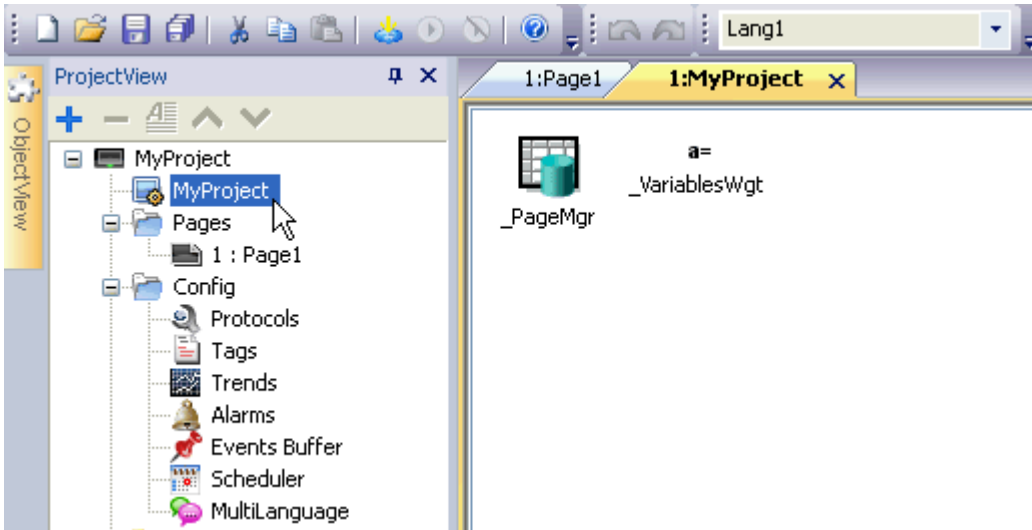 Lang1
ObjectView
ProjectView
MyProject
MyProject
Pages
1 : Page1
Config
Protocols
Tags
Trends
Alarms
Events Buffer
Scheduler
MultiLanguage
1:Page1
1:MyProject
_PageMgr
a=
_VariablesWgt